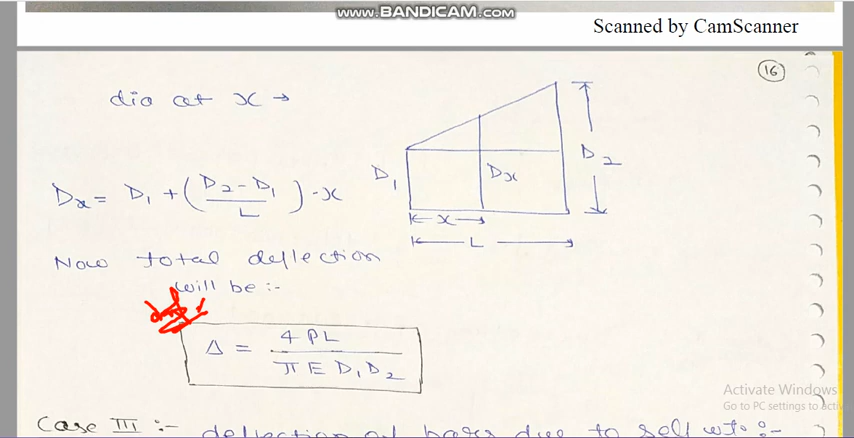 WWW.BANDICAM.COM
Scanned by CamScanner
16
dia at x →
D₁
Dx
D₂
x
L
Dx = D₁ + (D₂ - D₁ / L) · x
Now total deflection
will be :-
Δ = 4PL / π E D₁ D₂
Case III :- deflection of bars due to self wt. :-
Activate Windows
Go to PC settings to activ